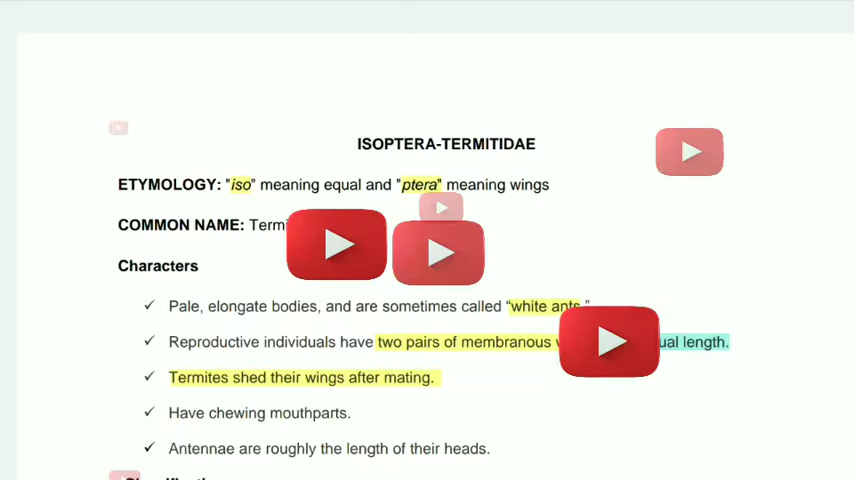 ISOPTERA-TERMITIDAE
ETYMOLOGY: "iso" meaning equal and "ptera" meaning wings
COMMON NAME:
Characters
✓ Pale, elongate bodies, and are sometimes called “white ants.”
✓ Reproductive individuals have two pairs of membranous length.
✓ Termites shed their wings after mating.
✓ Have chewing mouthparts.
✓ Antennae are roughly the length of their heads.